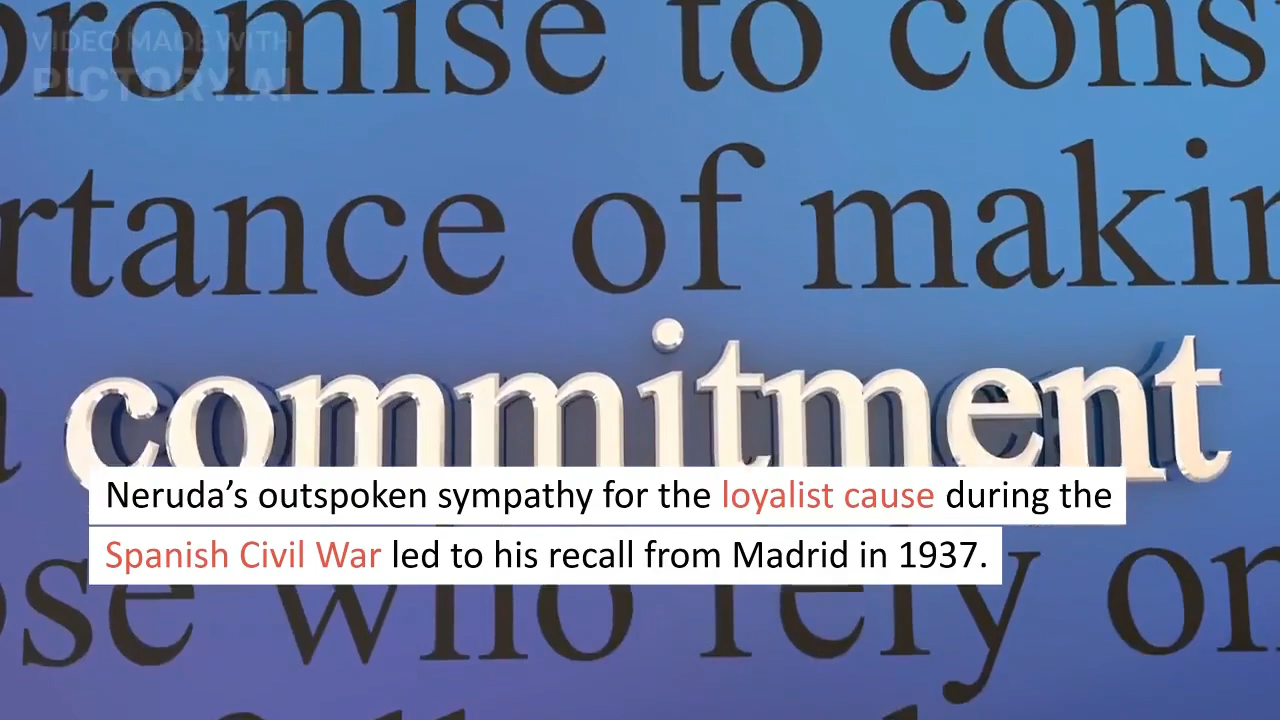 VIDEO MADE WITH
PICTORY.AI
promise to cons
rtance of makin
commitment
Neruda’s outspoken sympathy for the loyalist cause during the
Spanish Civil War led to his recall from Madrid in 1937.
ose who rely on